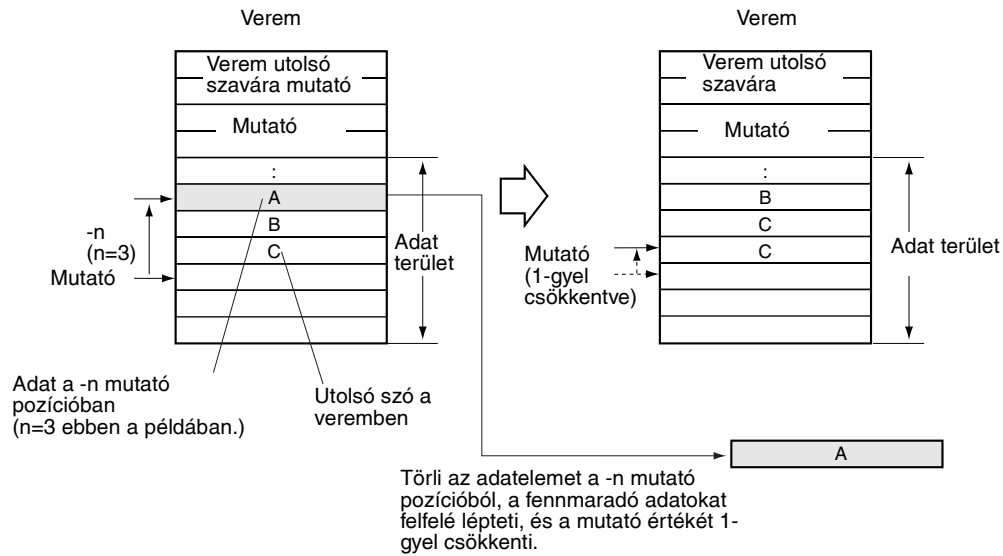 Verem
Verem utolsó
szavára mutató
Mutató
:
A
B
C
-n
(n=3)
Mutató
Adat
terület
Adat a -n mutató
pozícióban
(n=3 ebben a példában.)
Utolsó szó a
veremben
Verem
Verem utolsó
szavára
Mutató
:
B
C
C
Mutató
(1-gyel
csökkentve)
Adat terület
A
Törli az adatelemet a -n mutató
pozícióból, a fennmaradó adatokat
felfelé lépteti, és a mutató értékét 1-
gyel csökkenti.